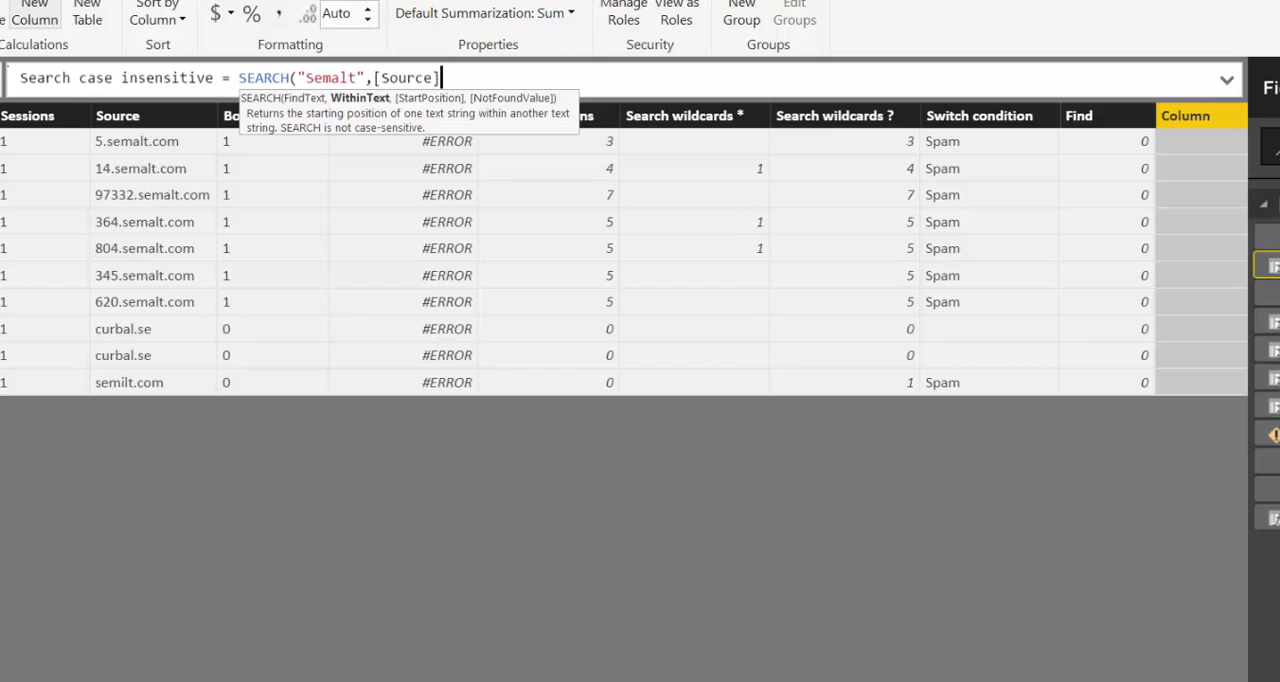 New Column New Table Sort by Column $ % , .00 Auto Default Summarization: Sum Manage Roles View as Roles New Group Edit Groups
Calculations Sort Formatting Properties Security Groups
Search case insensitive = SEARCH("Semalt",[Source]
SEARCH(FindText, WithinText, [StartPosition], [NotFoundValue])
Returns the starting position of one text string within another text
string. SEARCH is not case-sensitive.
Sessions Source Search wildcards * Search wildcards ? Switch condition Find Column
1 5.semalt.com 1 #ERROR 3 3 Spam 0
1 14.semalt.com 1 #ERROR 4 1 4 Spam 0
1 97332.semalt.com 1 #ERROR 7 7 Spam 0
1 364.semalt.com 1 #ERROR 5 1 5 Spam 0
1 804.semalt.com 1 #ERROR 5 1 5 Spam 0
1 345.semalt.com 1 #ERROR 5 5 Spam 0
1 620.semalt.com 1 #ERROR 5 5 Spam 0
1 curbal.se 0 #ERROR 0 0 0
1 curbal.se 0 #ERROR 0 0 0
1 semilt.com 0 #ERROR 0 1 Spam 0